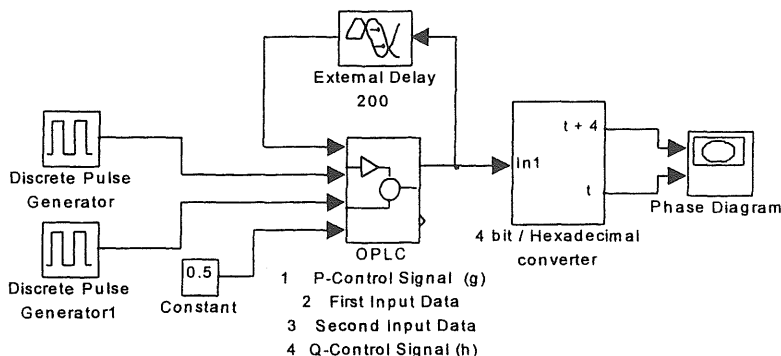 External Delay
200
Discrete Pulse
Generator
Discrete Pulse
Generator1
0.5
Constant
OPLC
1 P-Control Signal (g)
2 First Input Data
3 Second Input Data
4 Q-Control Signal (h)
In1
t + 4
t
4 bit / Hexadecimal
converter
Phase Diagram